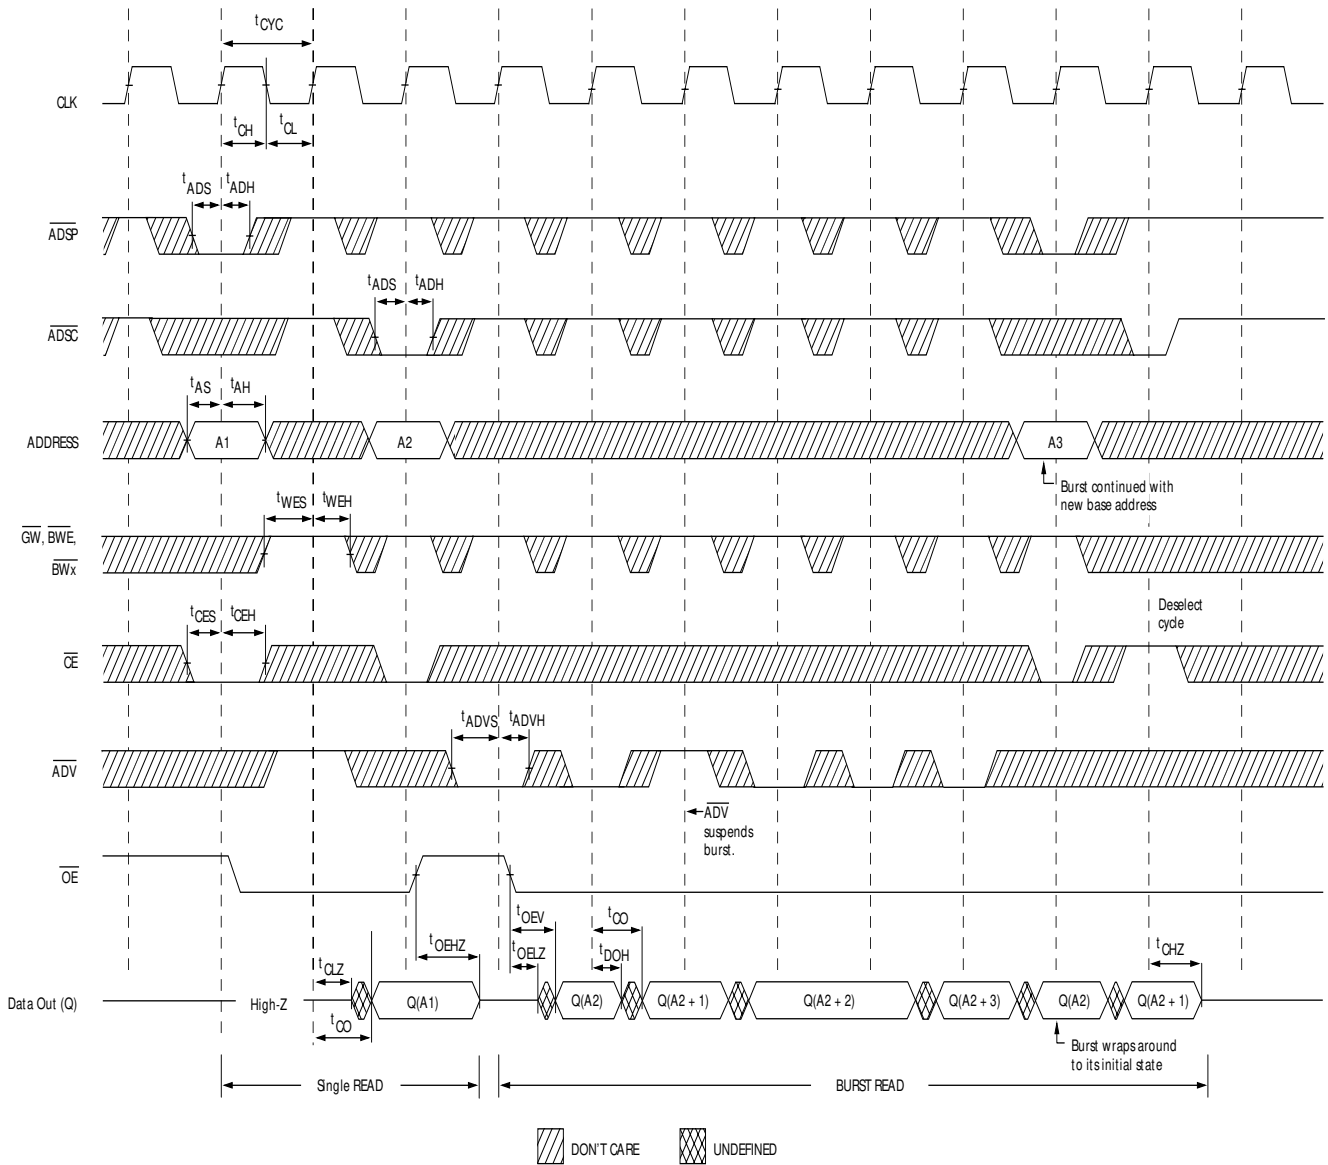 tCYC
CLK
tCH
tCL
tADS
tADH
ADSP
tADS
tADH
ADSC
tAS
tAH
ADDRESS
A1
A2
A3
Burst continued with
new base address
tWES
tWEH
GW, BWE,
BWx
Deselect
cycle
tCES
tCEH
CE
tADVS
tADVH
ADV
ADV
suspends
burst.
OE
tOEV
tCO
tOEHZ
tOELZ
tDOH
tCHZ
tCLZ
Data Out (Q)
High-Z
Q(A1)
Q(A2)
Q(A2 + 1)
Q(A2 + 2)
Q(A2 + 3)
Q(A2)
Q(A2 + 1)
tCO
Burst wraps around
to its initial state
Single READ
BURST READ
DON'T CARE
UNDEFINED